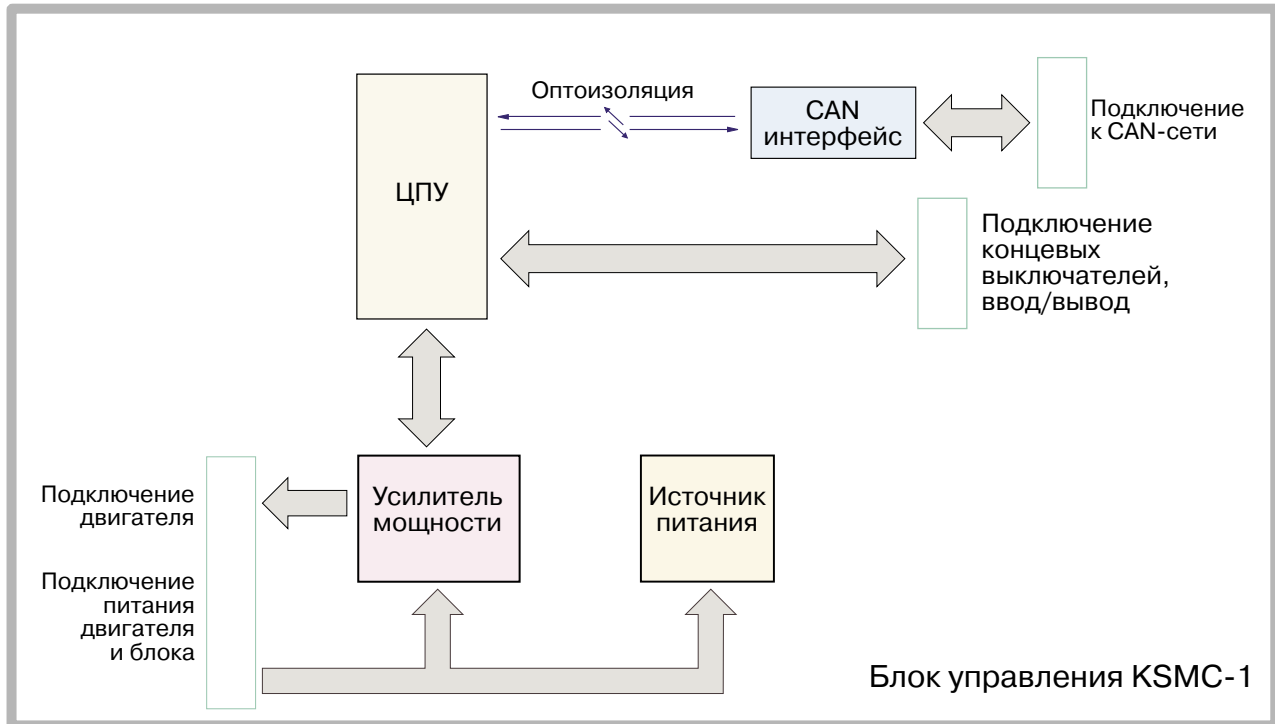 Оптоизоляция
CAN
интерфейс
Подключение
к CAN-сети
ЦПУ
Подключение
концевых
выключателей,
ввод/вывод
Подключение
двигателя
Усилитель
мощности
Источник
питания
Подключение
питания
двигателя
и блока
Блок управления KSMC-1